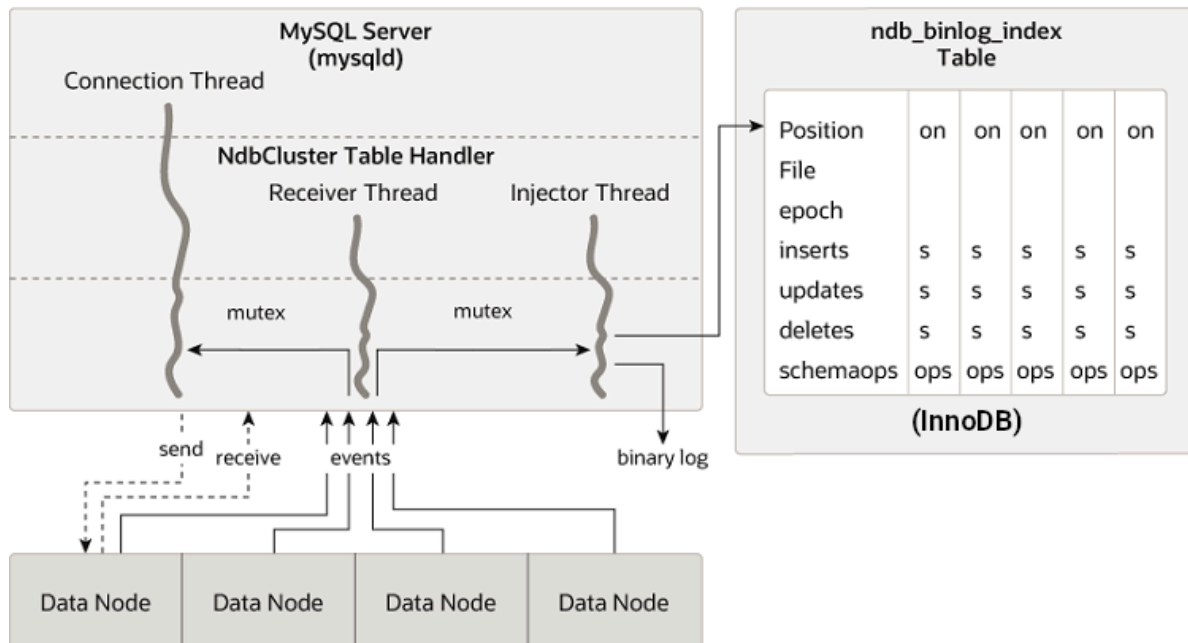 MySQL Server
(mysqld)
Connection Thread
NdbCluster Table Handler
Receiver Thread
Injector Thread
mutex
mutex
send
receive
events
binary log
Data Node
Data Node
Data Node
Data Node
ndb_binlog_index
Table
Position on on on on on
File
epoch
inserts s s s s s
updates s s s s s
deletes s s s s s
schemaops ops ops ops ops ops
(InnoDB)